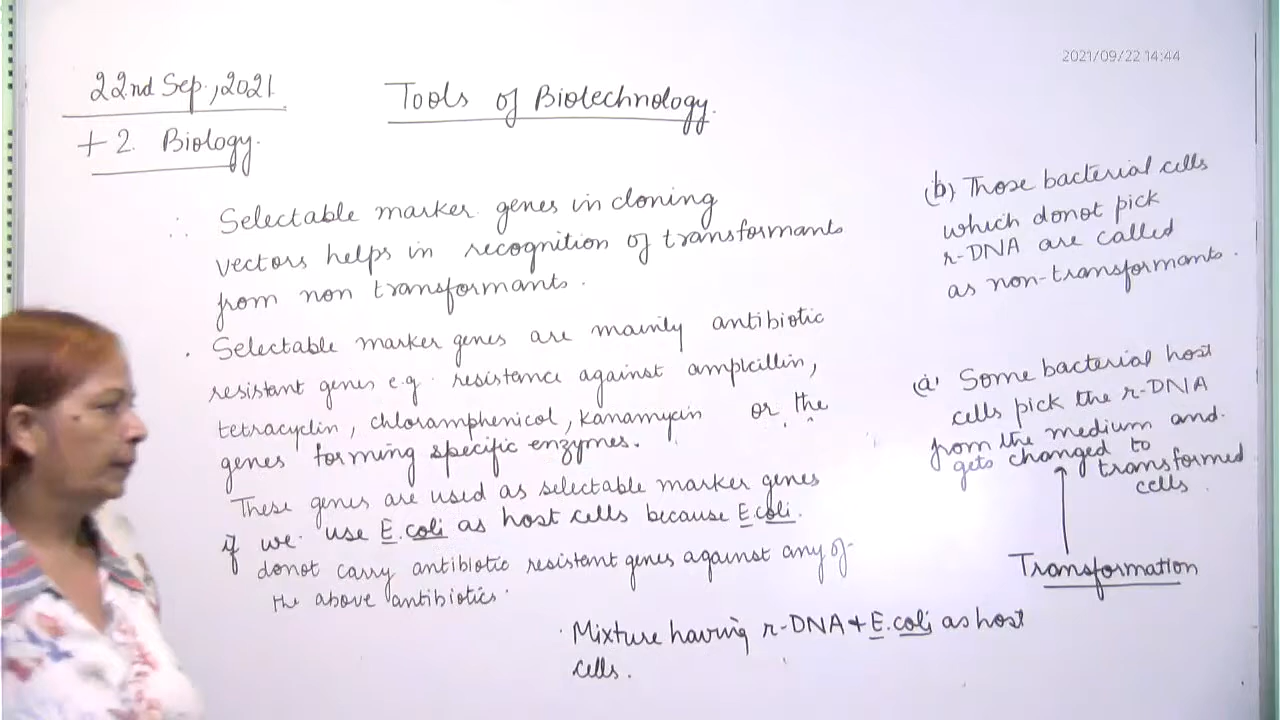 2021/09/22 14:44
22nd Sep., 2021
+2. Biology.
Tools of Biotechnology.
∴ Selectable marker genes in cloning
vectors helps in recognition of transformants
from non transformants.
. Selectable marker genes are mainly antibiotic
resistant genes e.g. resistance against ampicillin,
tetracyclin, chloramphenicol, kanamycin or the
genes forming specific enzymes.
These genes are used as selectable marker genes
if we use E.coli as host cells because E.coli.
donot carry antibiotic resistant genes against any of
the above antibiotics.
. Mixture having r-DNA + E.coli as host
cells.
(b) Those bacterial cells
which donot pick
r-DNA are called
as non-transformants.
(a) Some bacterial host
cells pick the r-DNA
from the medium and
gets changed to
transformed
cells.
Transformation